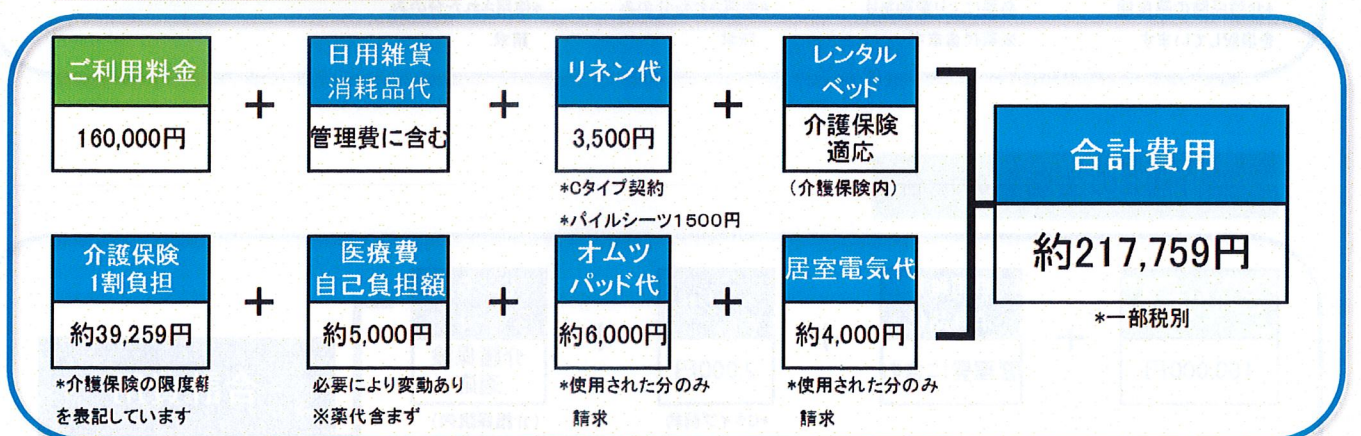 ご利用料金
160,000円
+
日用雑貨
消耗品代
管理費に含む
+
リネン代
3,500円
*Cタイプ契約
*パイルシーツ1500円
+
レンタル
ベッド
介護保険
適応
(介護保険内)
介護保険
1割負担
約39,259円
*介護保険の限度額
を表記しています
+
医療費
自己負担額
約5,000円
必要により変動あり
※薬代含まず
+
オムツ
パッド代
約6,000円
*使用された分のみ
請求
+
居室電気代
約4,000円
*使用された分のみ
請求
合計費用
約217,759円
*一部税別